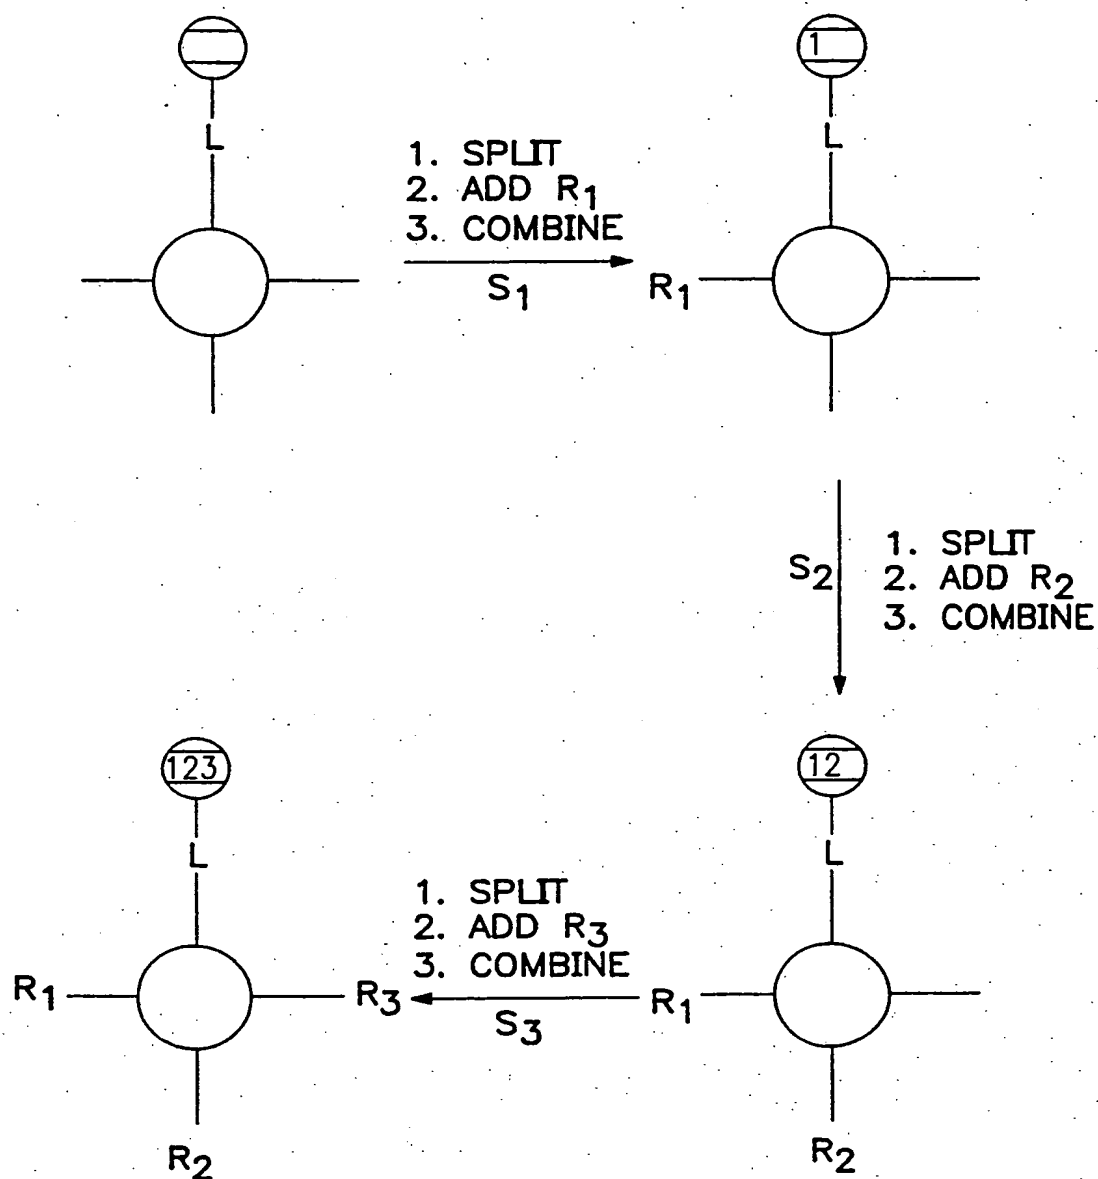 1
L
L
1. SPLIT
2. ADD R₁
3. COMBINE
S₁
R₁
S₂
1. SPLIT
2. ADD R₂
3. COMBINE
123
12
L
L
1. SPLIT
2. ADD R₃
3. COMBINE
R₁
R₃
S₃
R₁
R₂
R₂